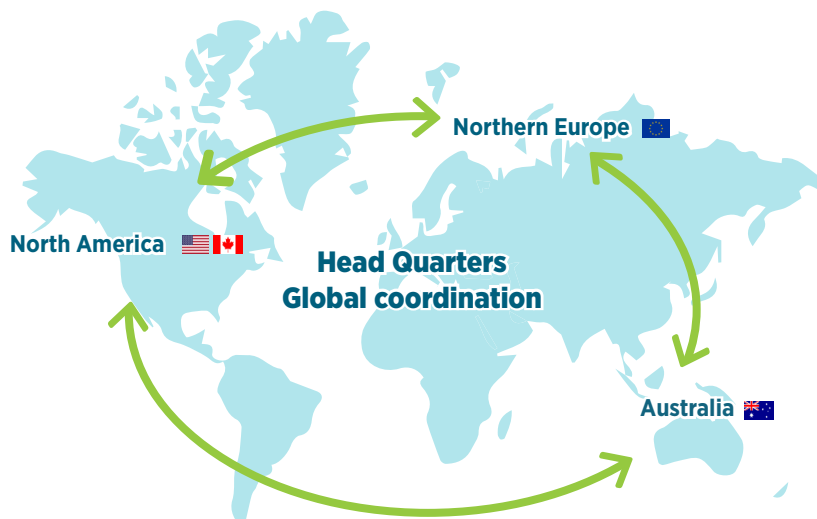 Northern Europe
North America
Head Quarters
Global coordination
Australia